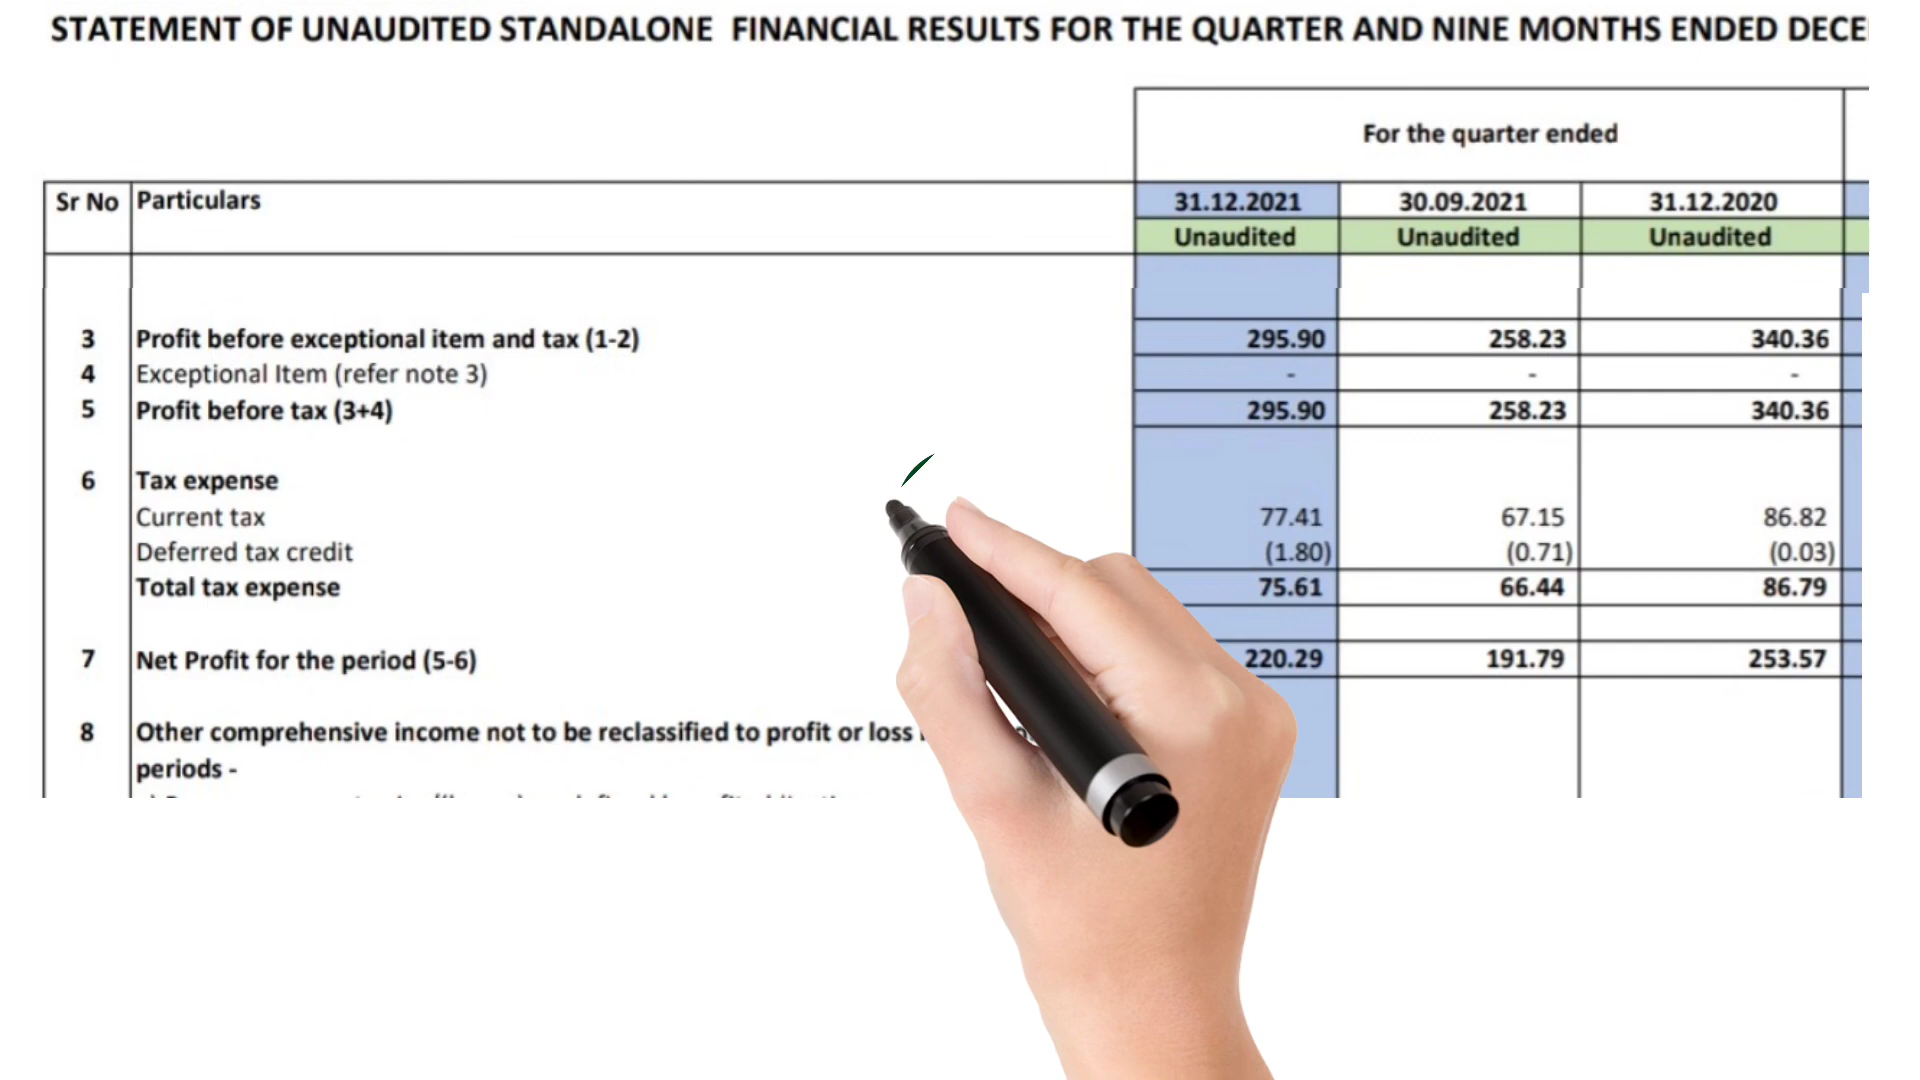 STATEMENT OF UNAUDITED STANDALONE FINANCIAL RESULTS FOR THE QUARTER AND NINE MONTHS ENDED
For the quarter ended
Sr No Particulars 31.12.2021 30.09.2021 31.12.2020
Unaudited Unaudited Unaudited
3 Profit before exceptional item and tax (1-2) 295.90 258.23 340.36
4 Exceptional Item (refer note 3) - - -
5 Profit before tax (3+4) 295.90 258.23 340.36
6 Tax expense
Current tax 77.41 67.15 86.82
Deferred tax credit (1.80) (0.71) (0.03)
Total tax expense 75.61 66.44 86.79
7 Net Profit for the period (5-6) 220.29 191.79 253.57
8 Other comprehensive income not to be reclassified to profit or loss
periods -